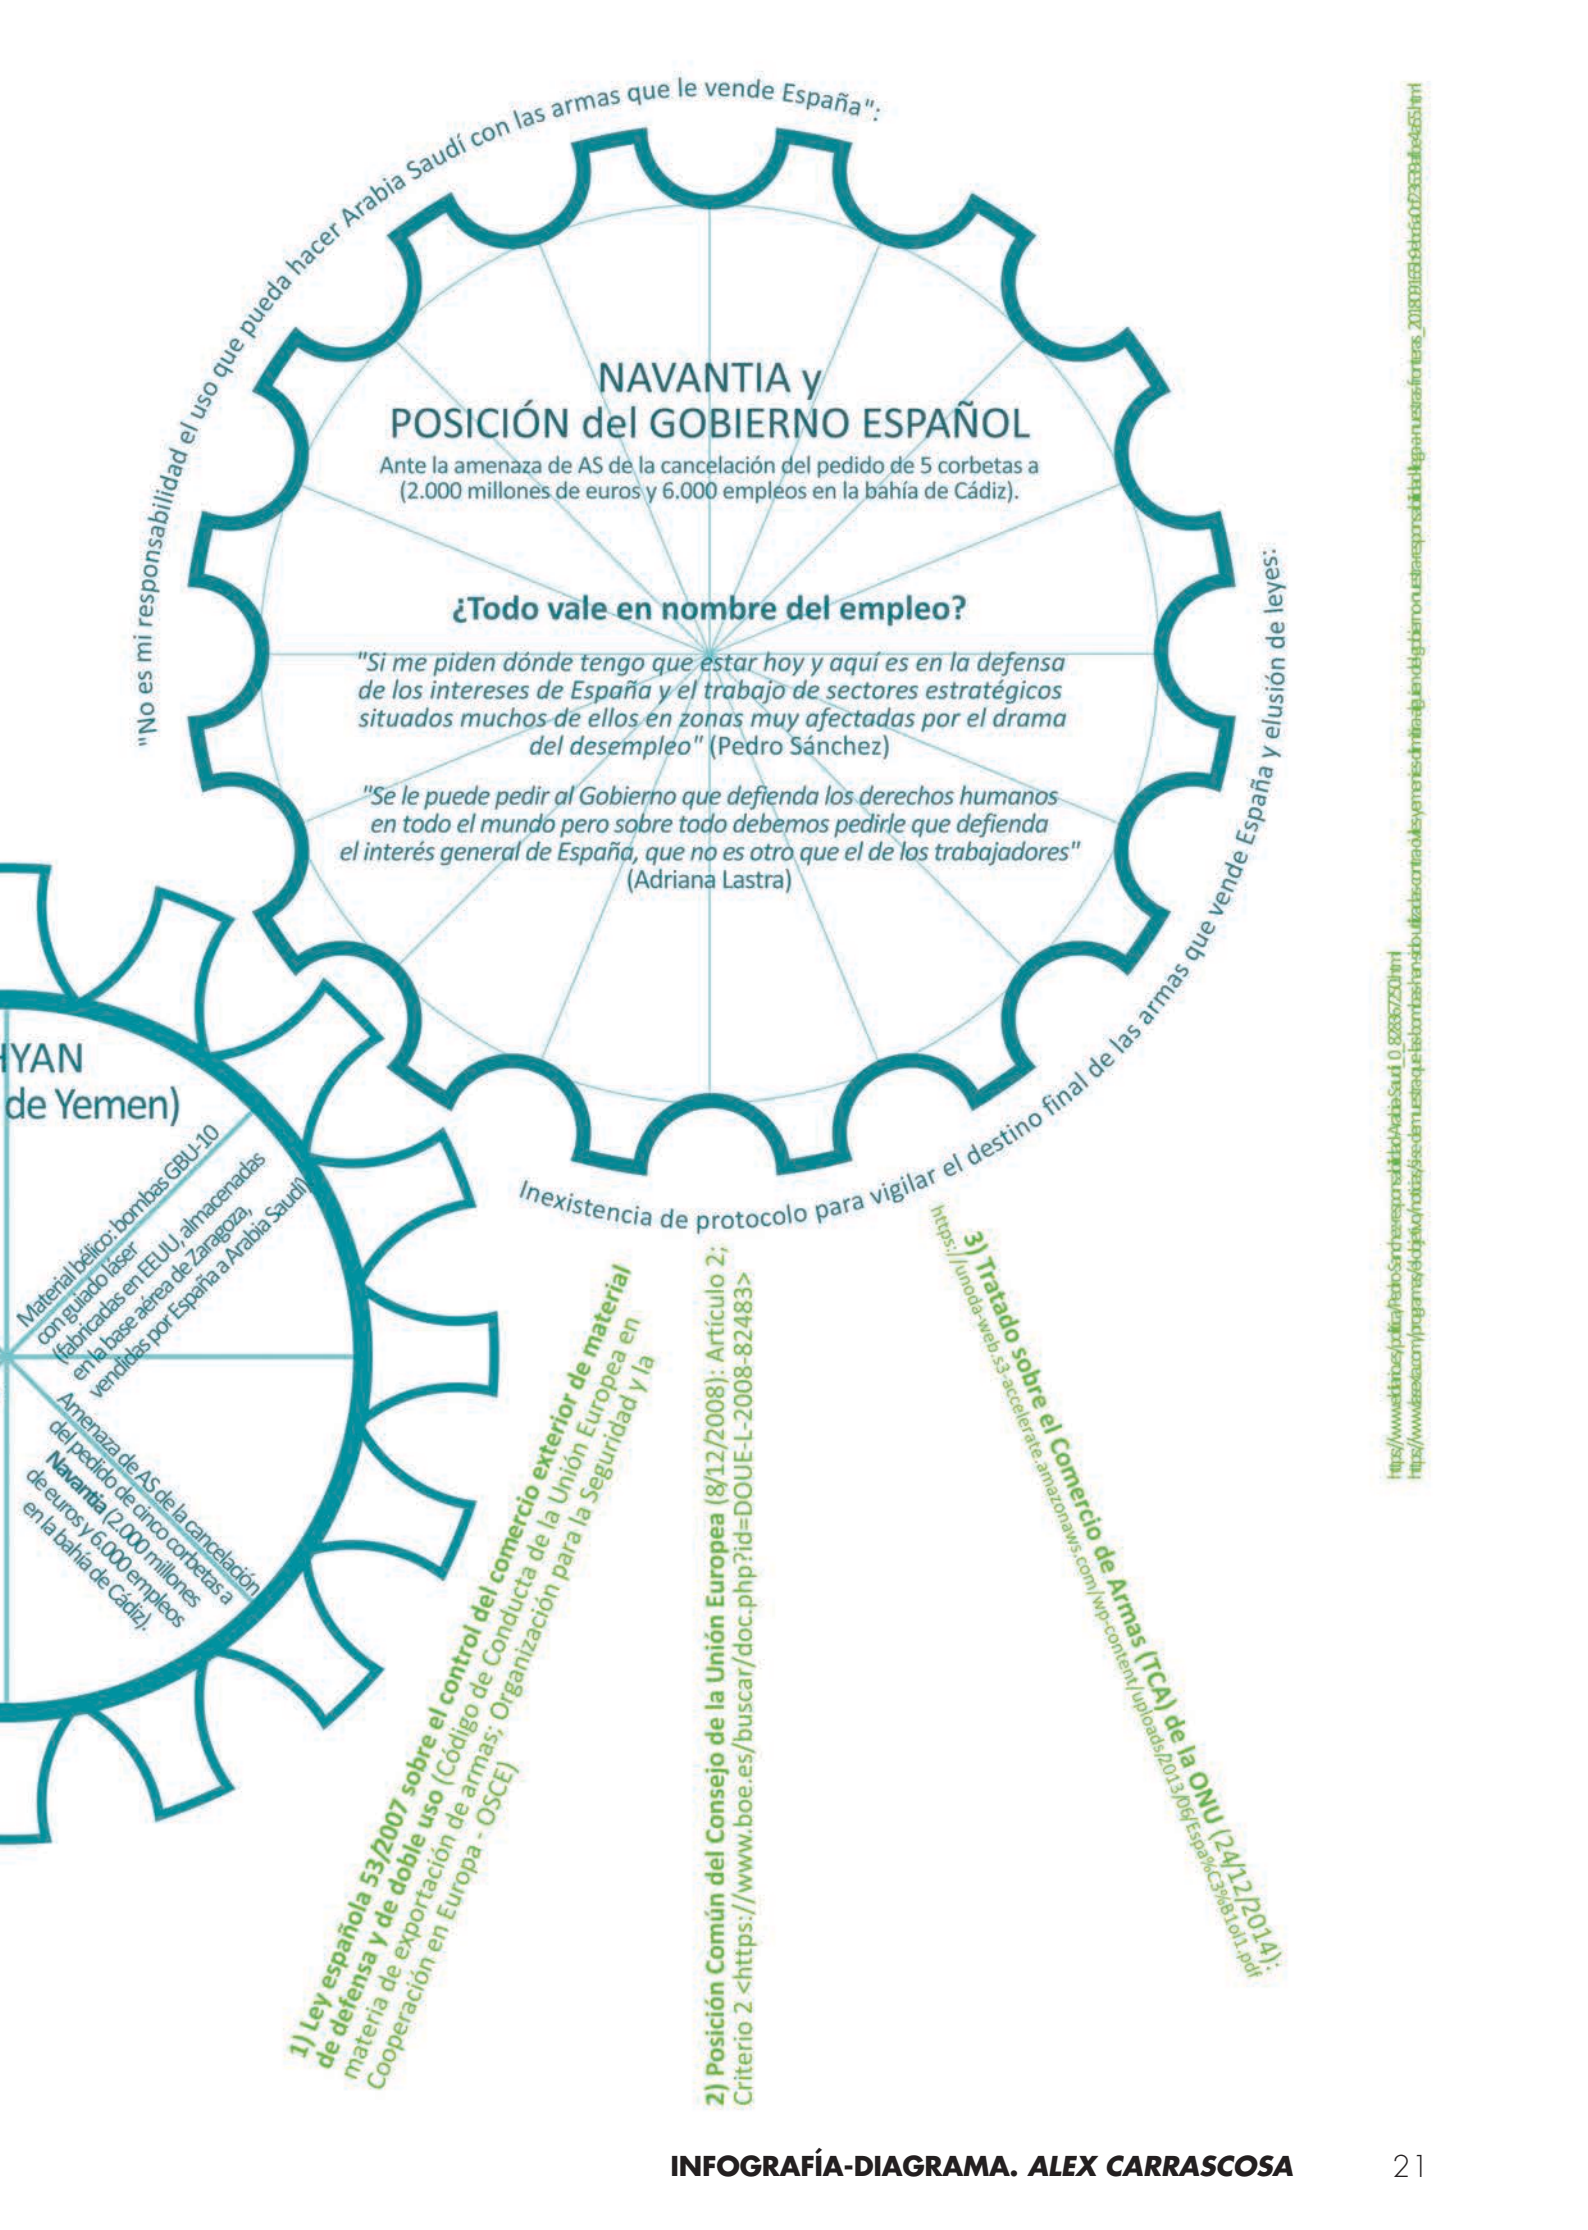 "No es mi responsabilidad el uso que pueda hacer Arabia Saudí con las armas que le vende España":
NAVANTIA y
POSICIÓN del GOBIERNO ESPAÑOL
Ante la amenaza de AS de la cancelación del pedido de 5 corbetas a
(2.000 millones de euros y 6.000 empleos en la bahía de Cádiz).
¿Todo vale en nombre del empleo?
"Si me piden dónde tengo que estar hoy y aquí es en la defensa
de los intereses de España y el trabajo de sectores estratégicos
situados muchos de ellos en zonas muy afectadas por el drama
del desempleo" (Pedro Sánchez)
"Se le puede pedir al Gobierno que defienda los derechos humanos
en todo el mundo pero sobre todo debemos pedirle que defienda
el interés general de España, que no es otro que el de los trabajadores"
(Adriana Lastra)
Inexistencia de protocolo para vigilar el destino final de las armas que vende España y elusión de leyes:
HYAN
de Yemen)
Material bélico: bombas GBU-10
con guiado láser
(fabricadas en EEUU, almacenadas
en la base aérea de Zaragoza,
vendidas por España a Arabia Saudí)
Amenaza de AS de la cancelación
del pedido de cinco corbetas a
Navantia (2.000 millones
de euros y 6.000 empleos
en la bahía de Cádiz).
1) Ley española 53/2007 sobre el control del comercio exterior de material
de defensa y de doble uso (Código de Conducta de la Unión Europea en
materia de exportación de armas; Organización para la Seguridad y la
Cooperación en Europa - OSCE)
2) Posición Común del Consejo de la Unión Europea (8/12/2008): Artículo 2;
Criterio 2 <https://www.boe.es/buscar/doc.php?id=DOUE-L-2008-82483>
3) Tratado sobre el Comercio de Armas (TCA) de la ONU (24/12/2014):
https://unoda-web.s3-accelerate.amazonaws.com/wp-content/uploads/2013/06/Espa%C3%B1ol1.pdf
INFOGRAFÍA-DIAGRAMA. ALEX CARRASCOSA
21